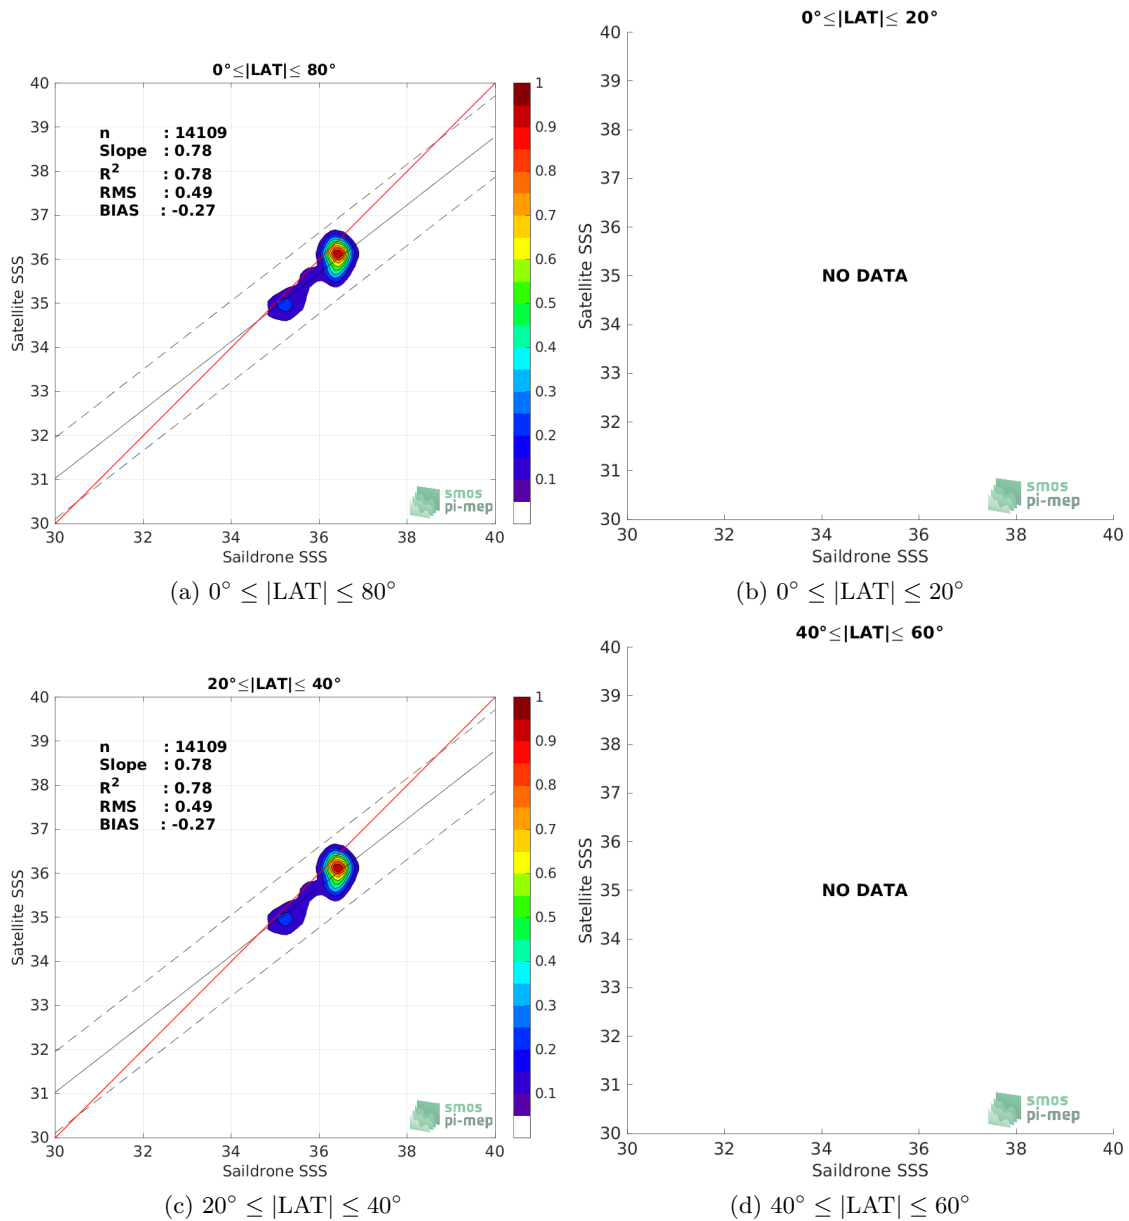 0°≤|LAT|≤ 80°
n : 14109
Slope : 0.78
R² : 0.78
RMS : 0.49
BIAS : -0.27
40
39
38
37
36
35
34
33
32
31
30
30 32 34 36 38 40
Satellite SSS
Saildrone SSS
1
0.9
0.8
0.7
0.6
0.5
0.4
0.3
0.2
0.1
smos
pi-mep
(a) 0° ≤ |LAT| ≤ 80°
0°≤|LAT|≤ 20°
40
39
38
37
36
35
34
33
32
31
30
30 32 34 36 38 40
Satellite SSS
Saildrone SSS
NO DATA
smos
pi-mep
(b) 0° ≤ |LAT| ≤ 20°
20°≤|LAT|≤ 40°
n : 14109
Slope : 0.78
R² : 0.78
RMS : 0.49
BIAS : -0.27
40
39
38
37
36
35
34
33
32
31
30
30 32 34 36 38 40
Satellite SSS
Saildrone SSS
1
0.9
0.8
0.7
0.6
0.5
0.4
0.3
0.2
0.1
smos
pi-mep
(c) 20° ≤ |LAT| ≤ 40°
40°≤|LAT|≤ 60°
40
39
38
37
36
35
34
33
32
31
30
30 32 34 36 38 40
Satellite SSS
Saildrone SSS
NO DATA
smos
pi-mep
(d) 40° ≤ |LAT| ≤ 60°